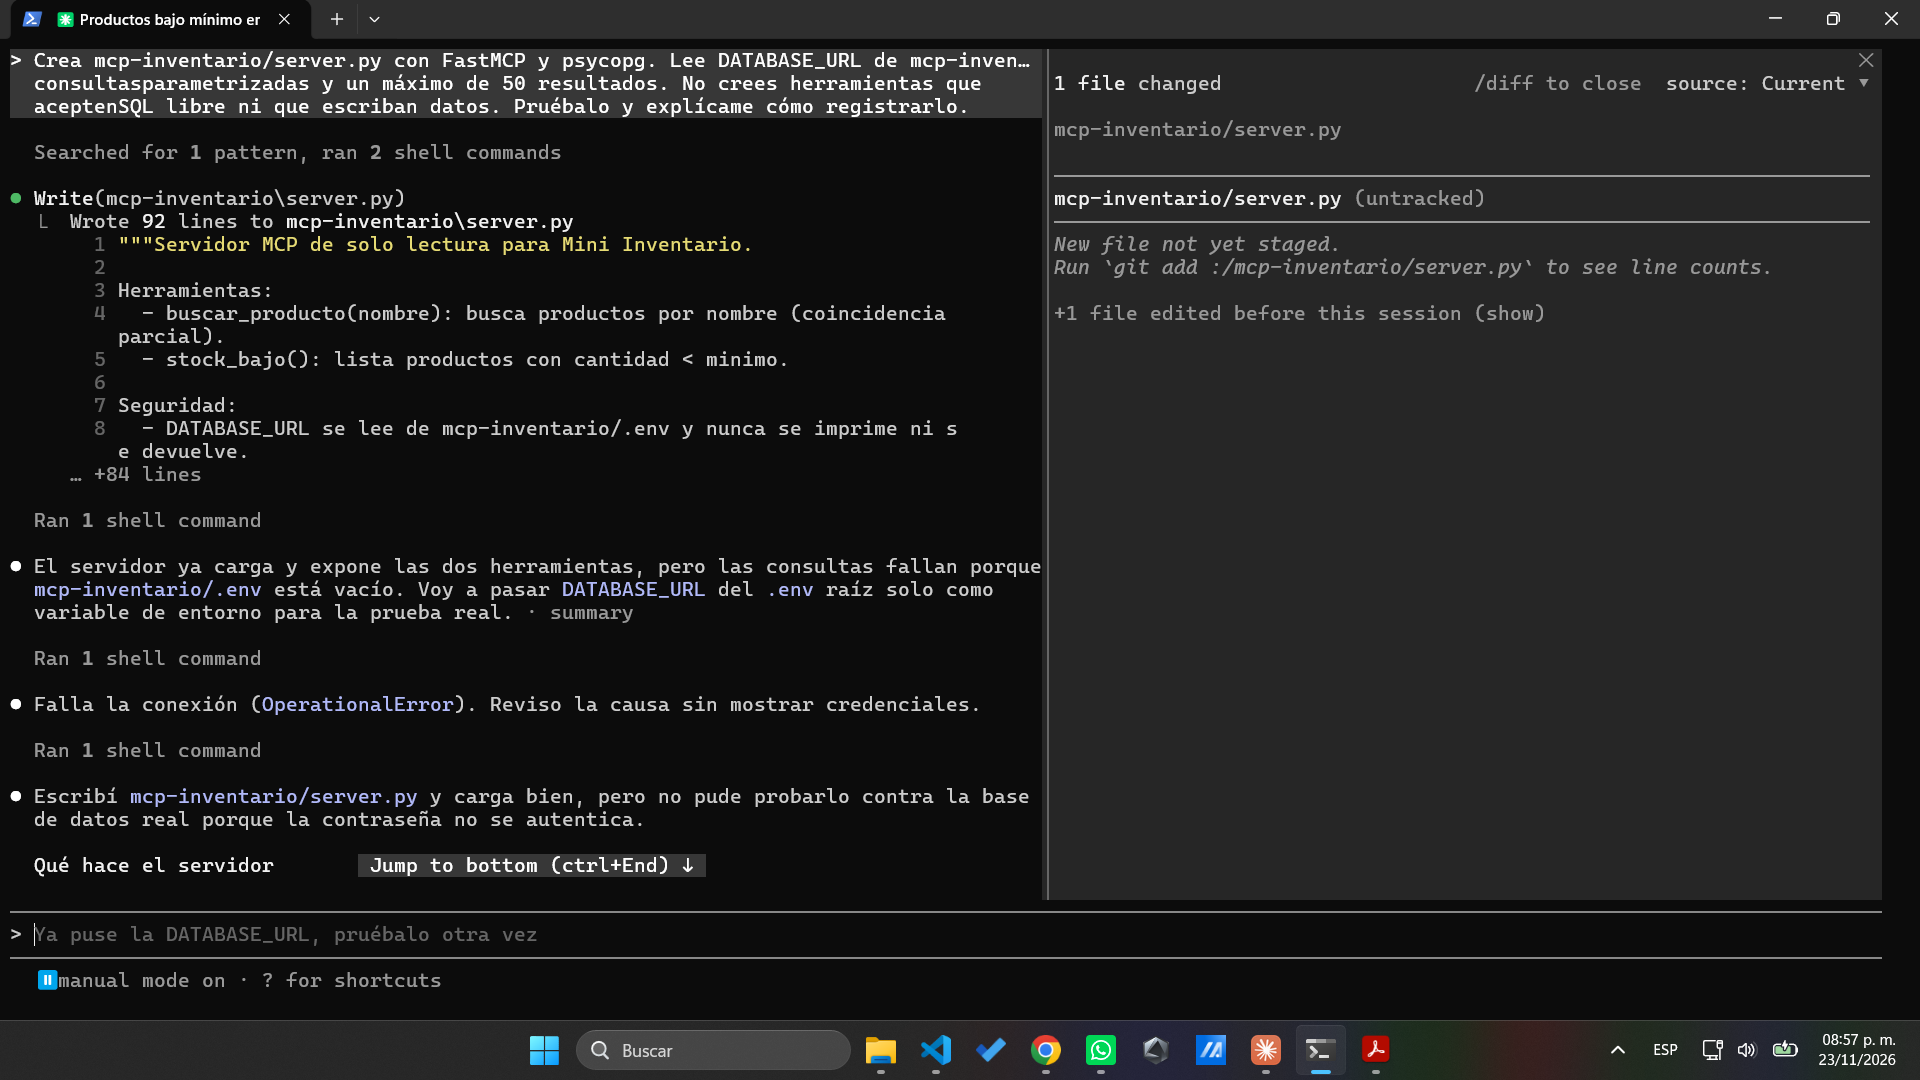 Productos bajo mínimo er
> Crea mcp-inventario/server.py con FastMCP y psycopg. Lee DATABASE_URL de mcp-inven…
consultasparametrizadas y un máximo de 50 resultados. No crees herramientas que
aceptenSQL libre ni que escriban datos. Pruébalo y explícame cómo registrarlo.
Searched for 1 pattern, ran 2 shell commands
● Write(mcp-inventario\server.py)
└ Wrote 92 lines to mcp-inventario\server.py
1 """Servidor MCP de solo lectura para Mini Inventario.
2
3 Herramientas:
4   - buscar_producto(nombre): busca productos por nombre (coincidencia
parcial).
5   - stock_bajo(): lista productos con cantidad < minimo.
6
7 Seguridad:
8   - DATABASE_URL se lee de mcp-inventario/.env y nunca se imprime ni s
e devuelve.
… +84 lines
Ran 1 shell command
● El servidor ya carga y expone las dos herramientas, pero las consultas fallan porque
mcp-inventario/.env está vacío. Voy a pasar DATABASE_URL del .env raíz solo como
variable de entorno para la prueba real. · summary
Ran 1 shell command
● Falla la conexión (OperationalError). Reviso la causa sin mostrar credenciales.
Ran 1 shell command
● Escribí mcp-inventario/server.py y carga bien, pero no pude probarlo contra la base
de datos real porque la contraseña no se autentica.
Qué hace el servidor
Jump to bottom (ctrl+End) ↓
1 file changed
/diff to close source: Current ▼
mcp-inventario/server.py
mcp-inventario/server.py (untracked)
New file not yet staged.
Run `git add :/mcp-inventario/server.py` to see line counts.
+1 file edited before this session (show)
> Ya puse la DATABASE_URL, pruébalo otra vez
manual mode on · ? for shortcuts
Buscar
ESP
08:57 p. m.
23/11/2026